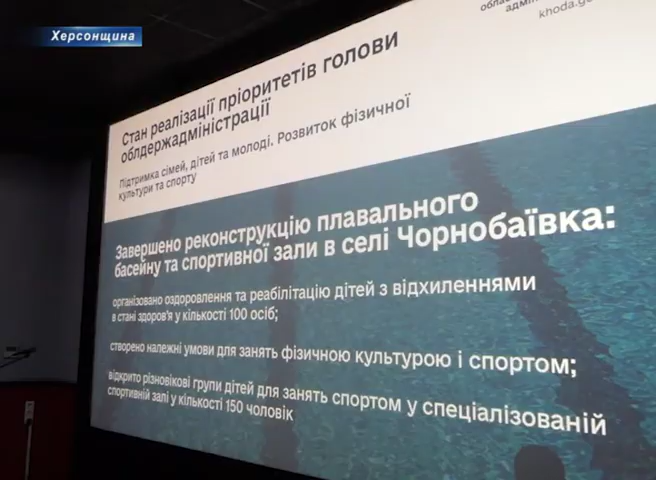 Херсонщина
khoda.go
Стан реалізації пріоритетів голови
облдержадміністрації
Підтримка сімей, дітей та молоді. Розвиток фізичної
культури та спорту
Завершено реконструкцію плавального
басейну та спортивної зали в селі Чорнобаївка:
організовано оздоровлення та реабілітацію дітей з відхиленнями
в стані здоров'я у кількості 100 осіб;
створено належні умови для занять фізичною культурою і спортом;
відкрито різновікові групи дітей для занять спортом у спеціалізованій
спортивній залі у кількості 150 чоловік